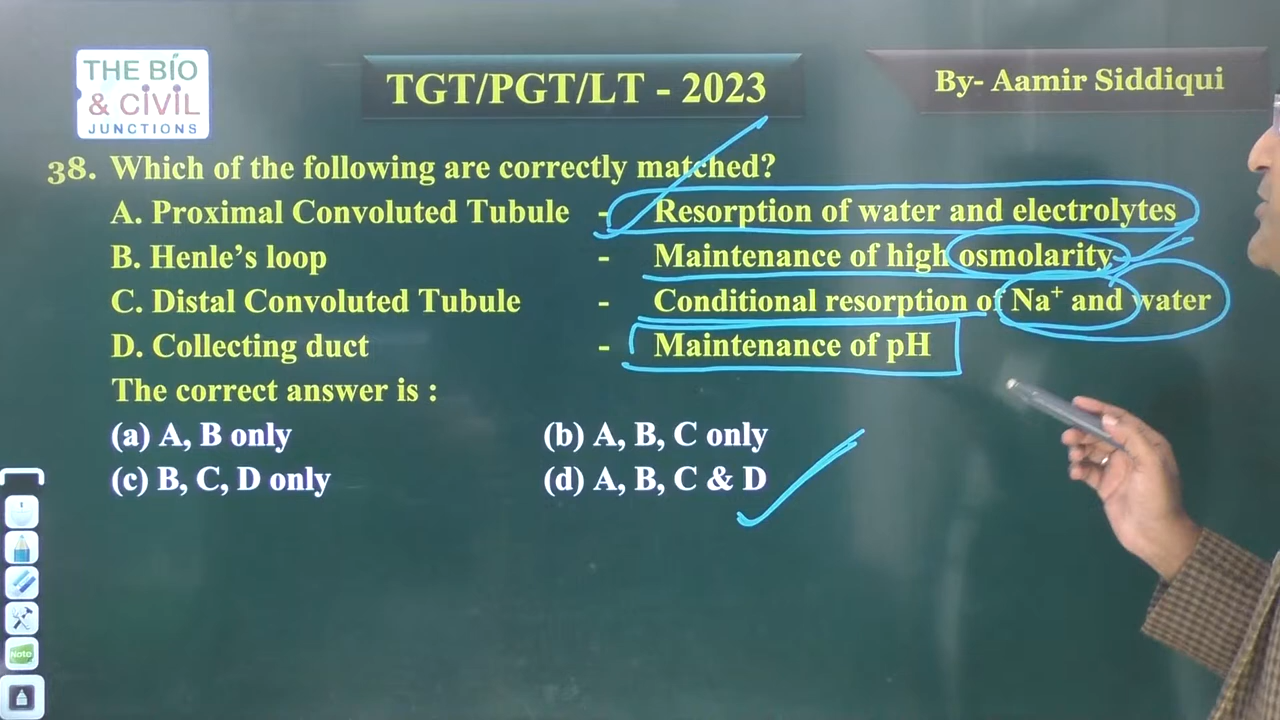 THE BIO
& CIVIL
JUNCTIONS
TGT/PGT/LT - 2023
By- Aamir Siddiqui
38. Which of the following are correctly matched?
A. Proximal Convoluted Tubule - Resorption of water and electrolytes
B. Henle's loop - Maintenance of high osmolarity
C. Distal Convoluted Tubule - Conditional resorption of Na⁺ and water
D. Collecting duct - Maintenance of pH
The correct answer is :
(a) A, B only (b) A, B, C only
(c) B, C, D only (d) A, B, C & D
Note